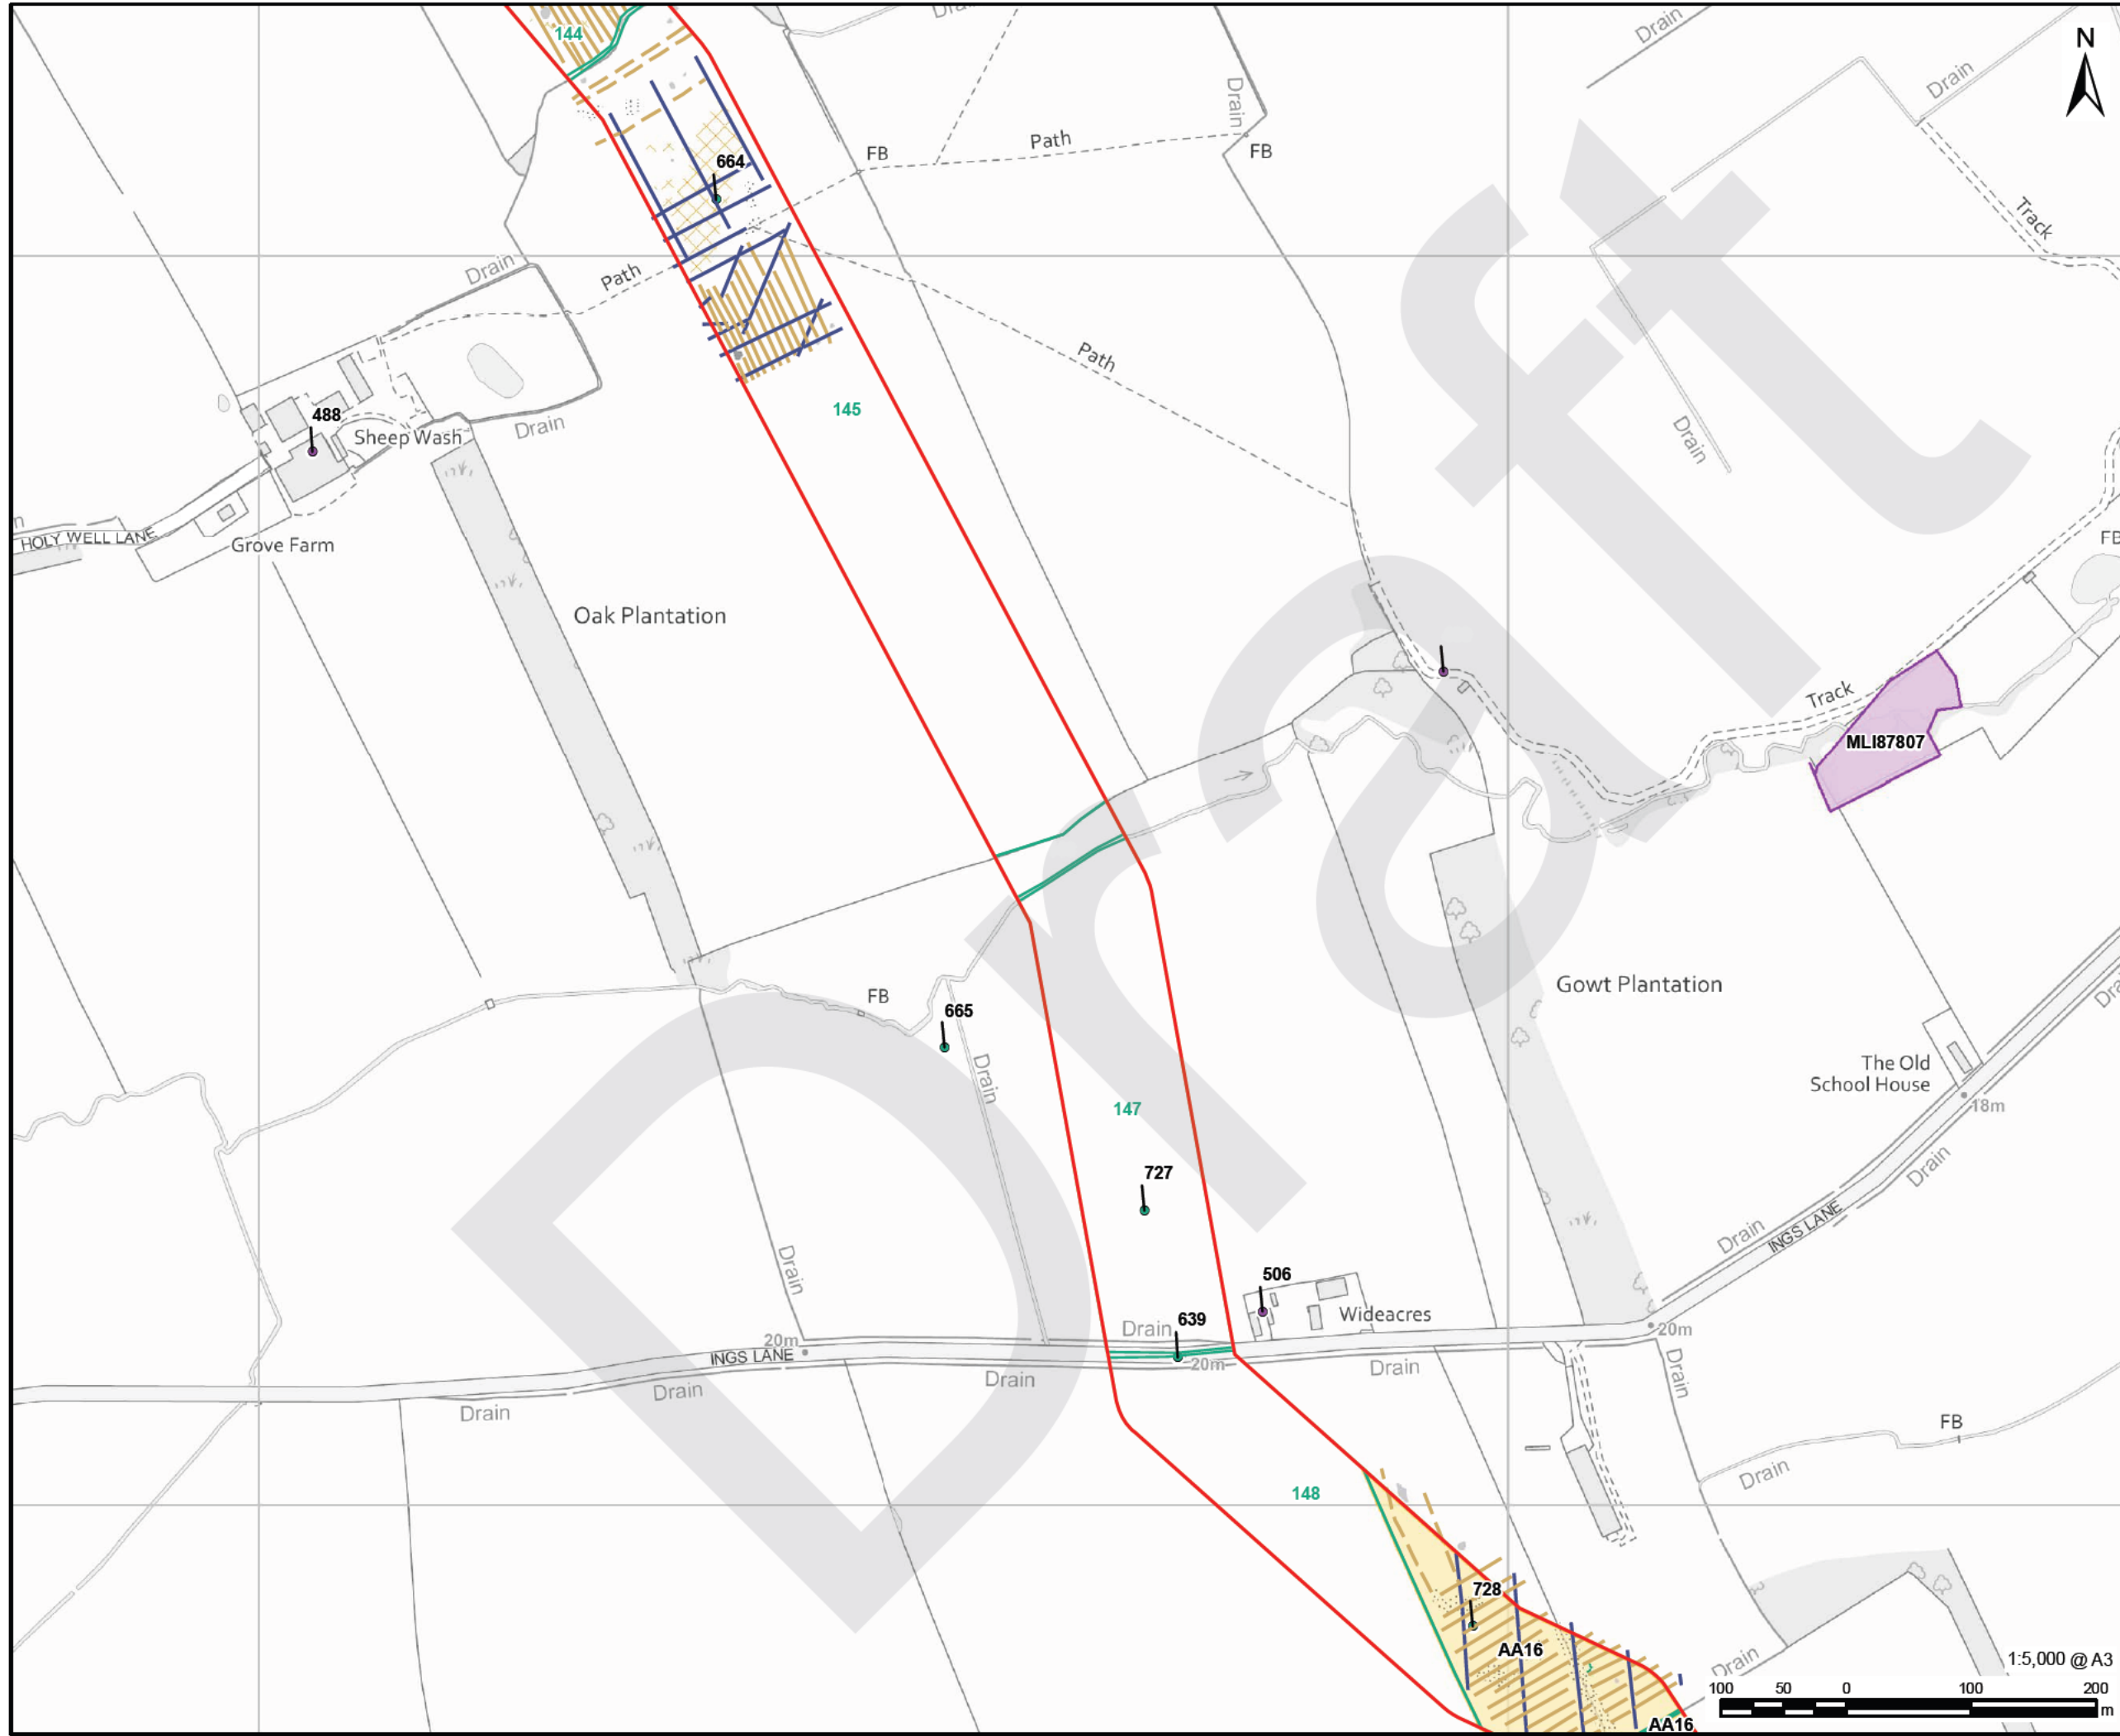 144
Drain
N
Drain
Drain
FB
Path
FB
664
Track
Drain
Path
Path
145
488
Sheep Wash
Drain
Drain
HOLY WELL LANE
Grove Farm
FB
Oak Plantation
Track
MLI87807
Draft
FB
665
Drain
Gowt Plantation
The Old
School House
18m
Drain
147
727
Drain
INGS LANE
Drain
506
Wideacres
639
Drain
20m
INGS LANE
Drain
20m
20m
Drain
Drain
Drain
Drain
FB
Drain
148
728
AA16
Drain
AA16
1:5,000 @ A3
100 50 0 100 200
m